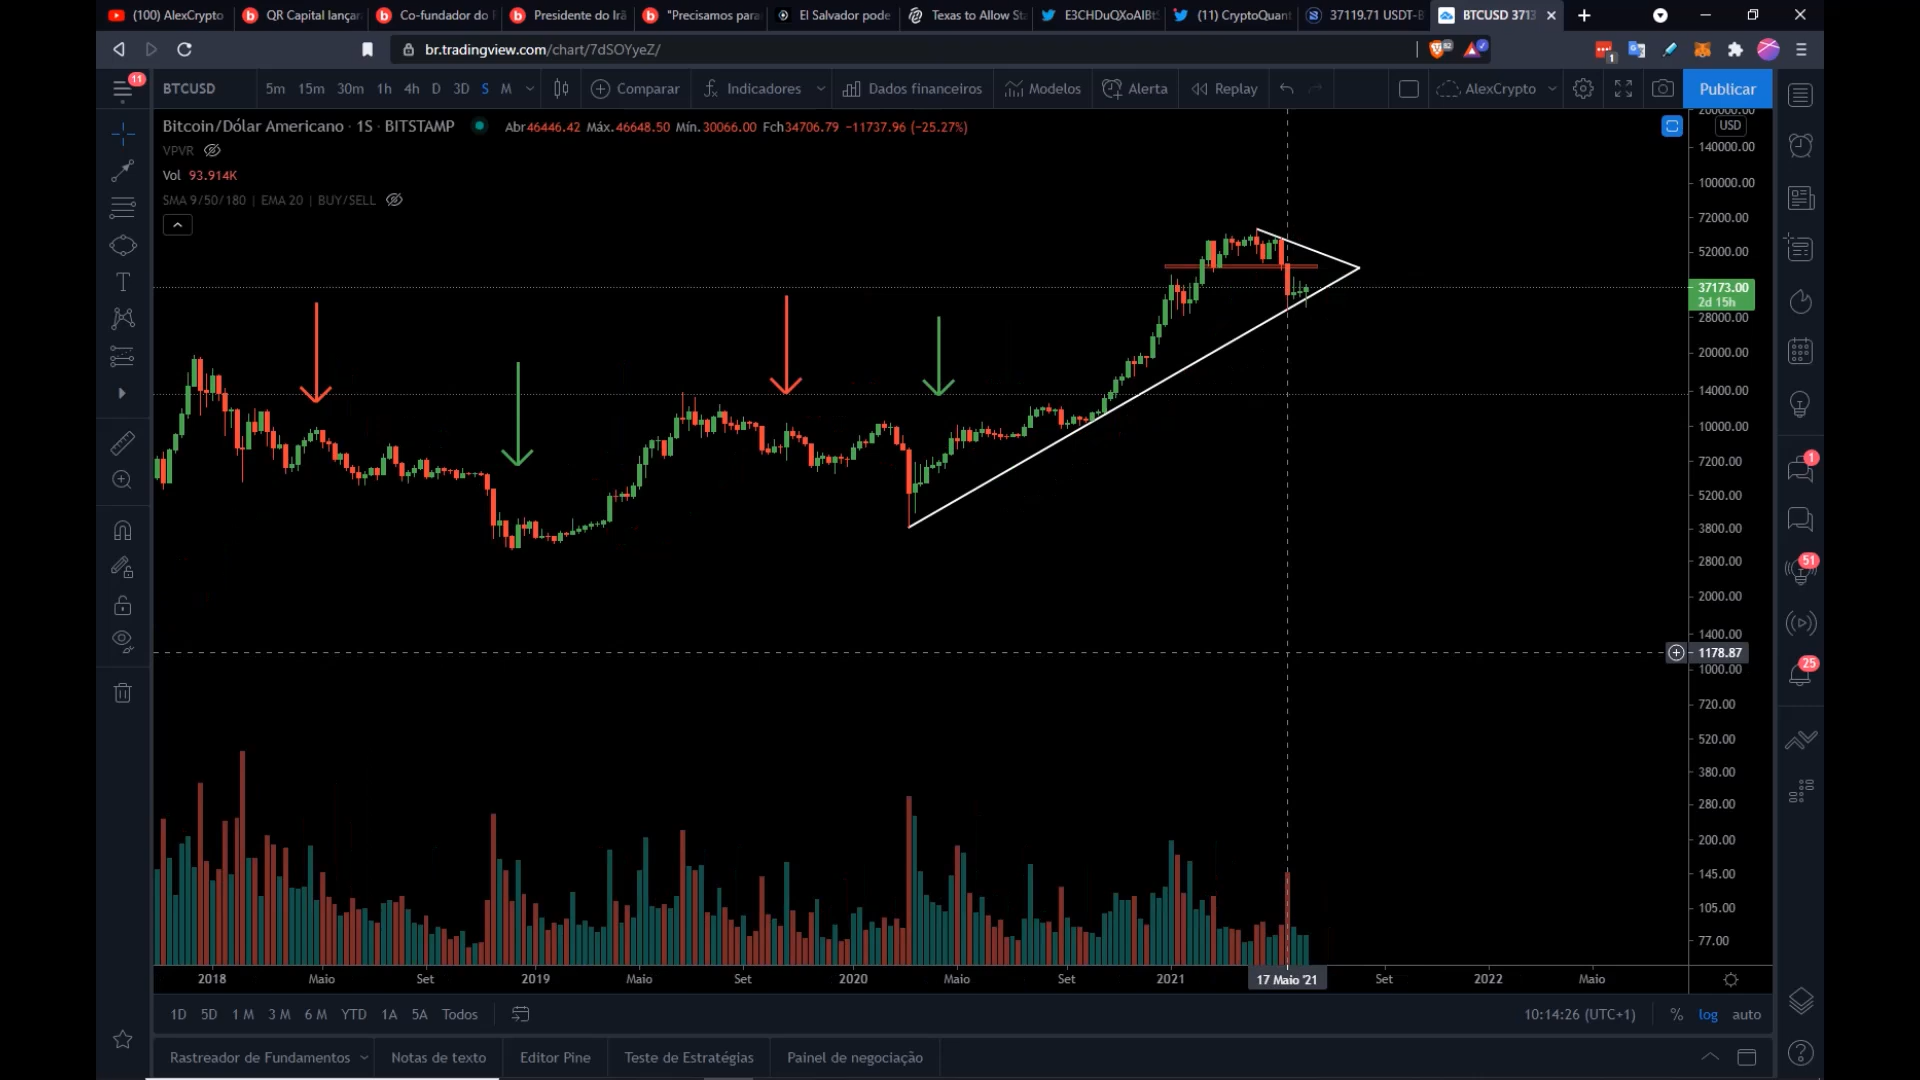 (100) AlexCrypto
QR Capital lançar
Co-fundador do
Presidente do Irã
"Precisamos para
El Salvador pode
Texas to Allow St
E3CHDuQXoAIBt
(11) CryptoQuant
37119.71 USDT-B
BTCUSD 3713
br.tradingview.com/chart/7dSOYyeZ/
11
BTCUSD 5m 15m 30m 1h 4h D 3D S M Comparar Indicadores Dados financeiros Modelos Alerta Replay AlexCrypto Publicar
Bitcoin/Dólar Americano · 1S · BITSTAMP Abr46446.42 Máx.46648.50 Mín.30066.00 Fch34706.79 −11737.96 (−25.27%)
VPVR
Vol 93.914K
SMA 9/50/180 | EMA 20 | BUY/SELL
200000.00
USD
140000.00
100000.00
72000.00
52000.00
37173.00
2d 15h
28000.00
20000.00
14000.00
10000.00
7200.00
5200.00
3800.00
2800.00
2000.00
1400.00
1178.87
1000.00
720.00
520.00
380.00
280.00
200.00
145.00
105.00
77.00
1
51
25
2018 Maio Set 2019 Maio Set 2020 Maio Set 2021 17 Maio '21 Set 2022 Maio
1D 5D 1 M 3 M 6 M YTD 1A 5A Todos 10:14:26 (UTC+1) % log auto
Rastreador de Fundamentos Notas de texto Editor Pine Teste de Estratégias Painel de negociação